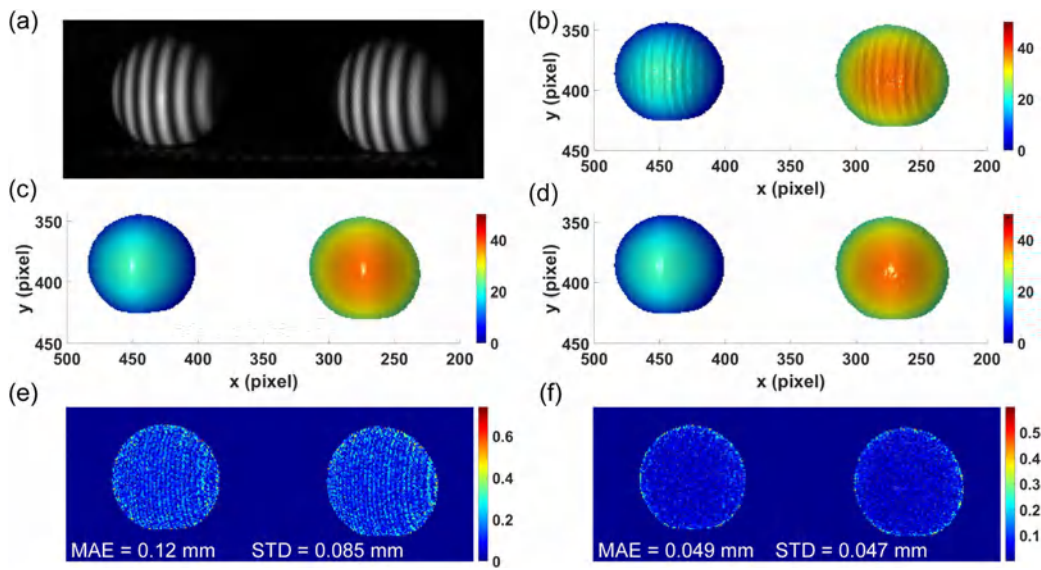 (a)
(b)
350
400
450
y (pixel)
500 450 400 350 300 250 200
x (pixel)
40
20
0
(c)
350
400
450
y (pixel)
500 450 400 350 300 250 200
x (pixel)
40
20
0
(d)
350
400
450
y (pixel)
500 450 400 350 300 250 200
x (pixel)
40
20
0
(e)
MAE = 0.12 mm STD = 0.085 mm
0.6
0.4
0.2
0
(f)
MAE = 0.049 mm STD = 0.047 mm
0.5
0.4
0.3
0.2
0.1